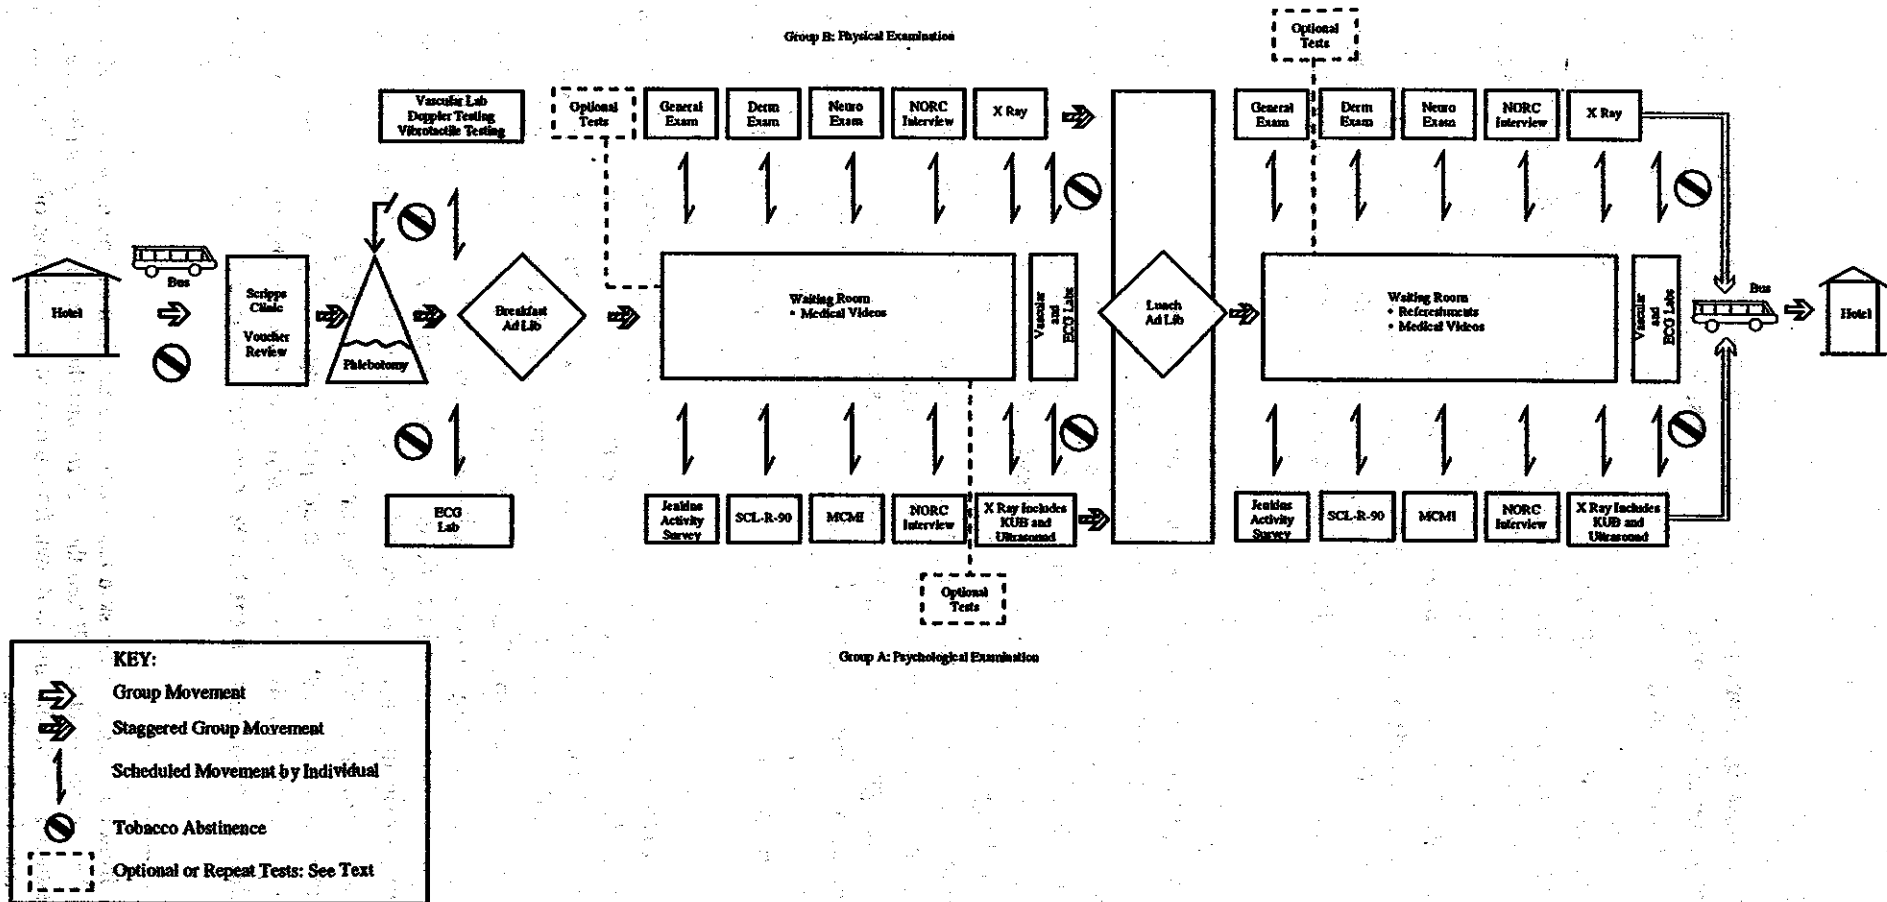 Group B: Physical Examination
Optional
Tests
Vascular Lab
Doppler Testing
Vibrotactile Testing
Optional
Tests
General
Exam
Derm
Exam
Neuro
Exam
NORC
Interview
X Ray
General
Exam
Derm
Exam
Neuro
Exam
NORC
Interview
X Ray
Hotel
Bus
Scripps
Clinic
Voucher
Review
Phlebotomy
Breakfast
Ad Lib
Waiting Room
• Medical Videos
Vascular
and
ECG Labs
Lunch
Ad Lib
Waiting Room
• Referestments
• Medical Videos
Vascular
and
ECG Labs
Bus
Hotel
ECG
Lab
Jenkins
Activity
Survey
SCL-R-90
MCMI
NORC
Interview
X Ray Includes
KUB and
Ultrasound
Jenkins
Activity
Survey
SCL-R-90
MCMI
NORC
Interview
X Ray Includes
KUB and
Ultrasound
Optional
Tests
Group A: Psychological Examination
KEY:
Group Movement
Staggered Group Movement
Scheduled Movement by Individual
Tobacco Abstinence
Optional or Repeat Tests: See Text